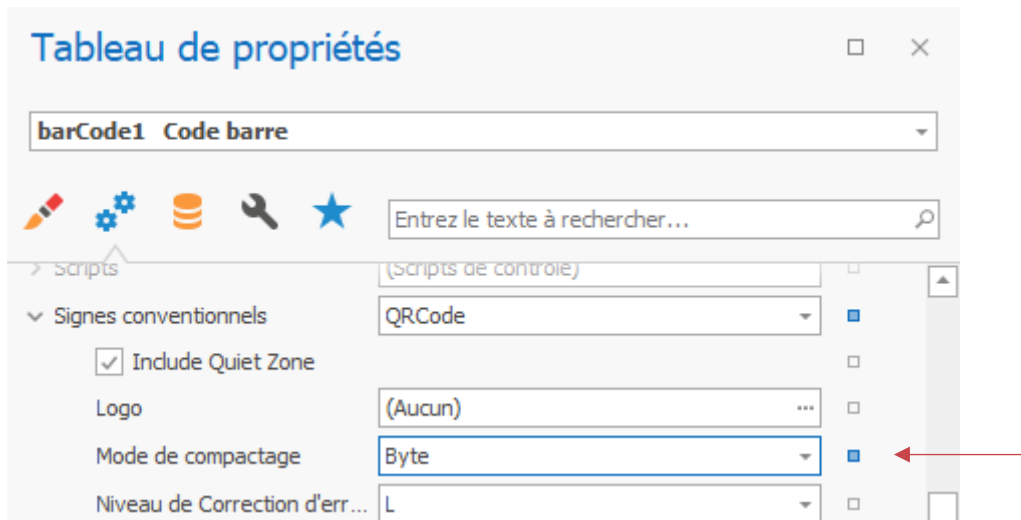 Tableau de propriétés
barCode1 Code barre
Entrez le texte à rechercher...
Scripts (Scripts de contrôle)
Signes conventionnels QRCode
Include Quiet Zone
Logo (Aucun)
Mode de compactage Byte
Niveau de Correction d'err... L